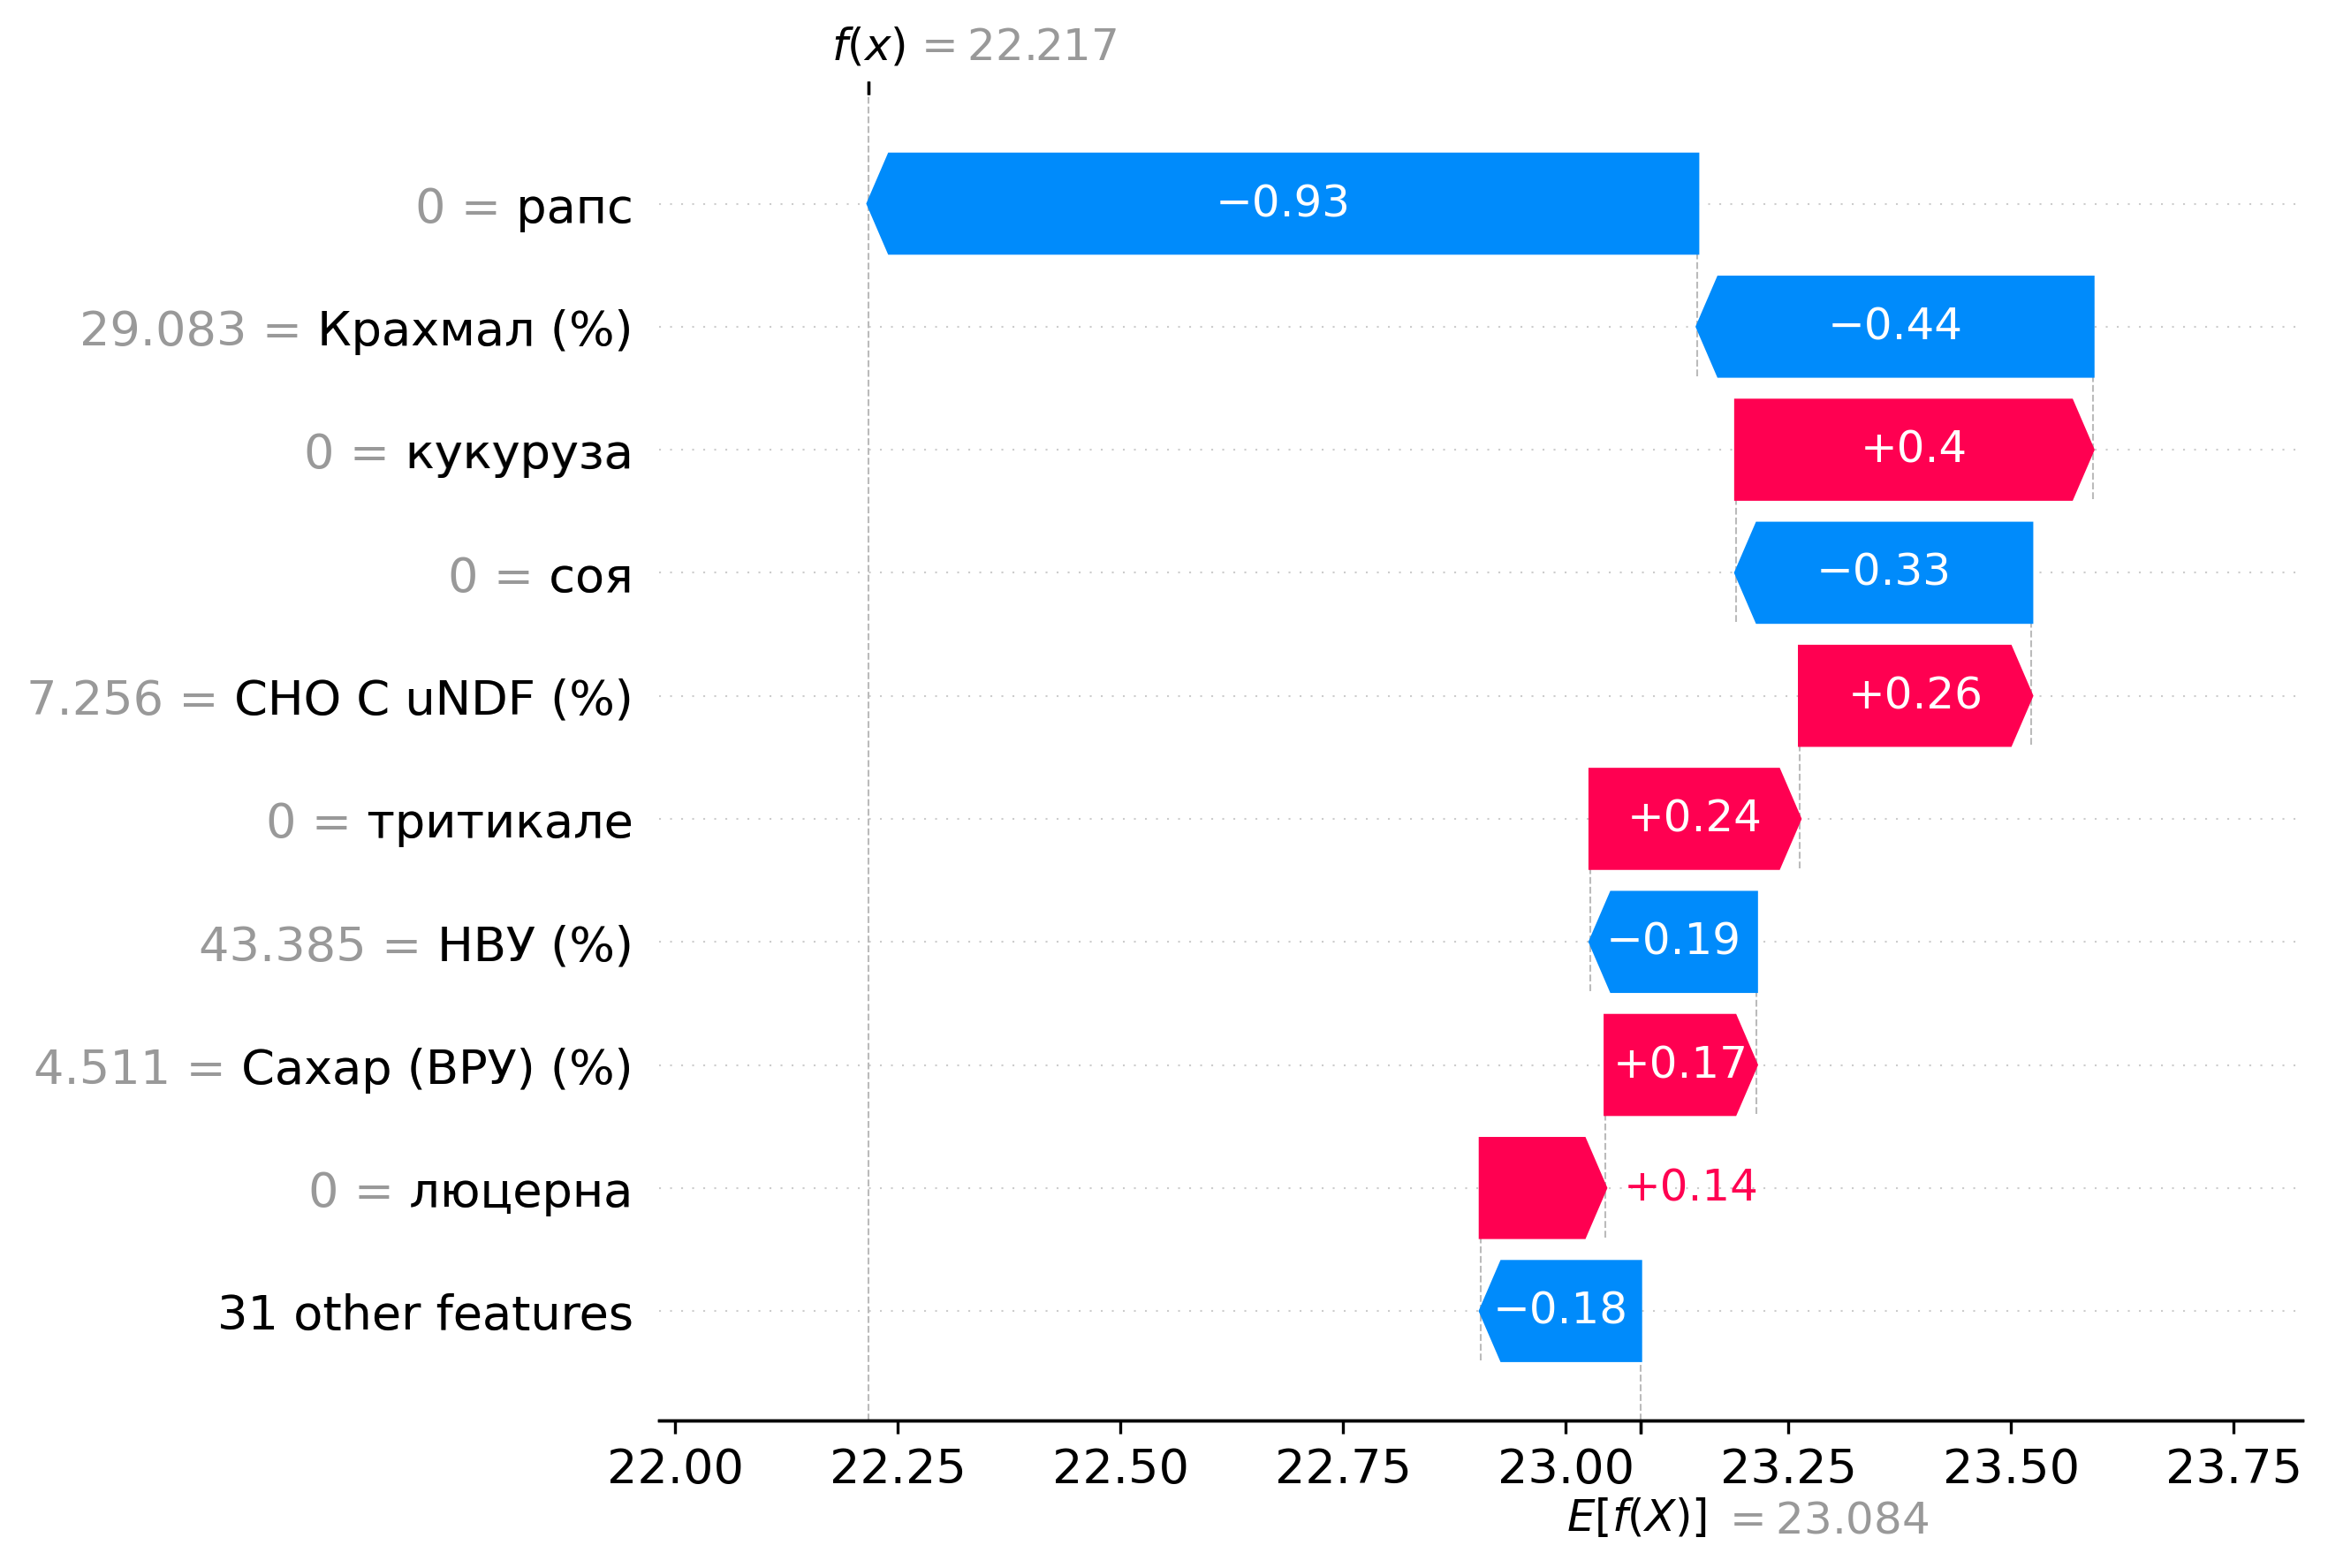 f(x) = 22.217
0 = рапс −0.93
29.083 = Крахмал (%) −0.44
0 = кукуруза +0.4
0 = соя −0.33
7.256 = CHO C uNDF (%) +0.26
0 = тритикале +0.24
43.385 = НВУ (%) −0.19
4.511 = Сахар (ВРУ) (%) +0.17
0 = люцерна +0.14
31 other features −0.18
22.00 22.25 22.50 22.75 23.00 23.25 23.50 23.75
E[f(X)] = 23.084